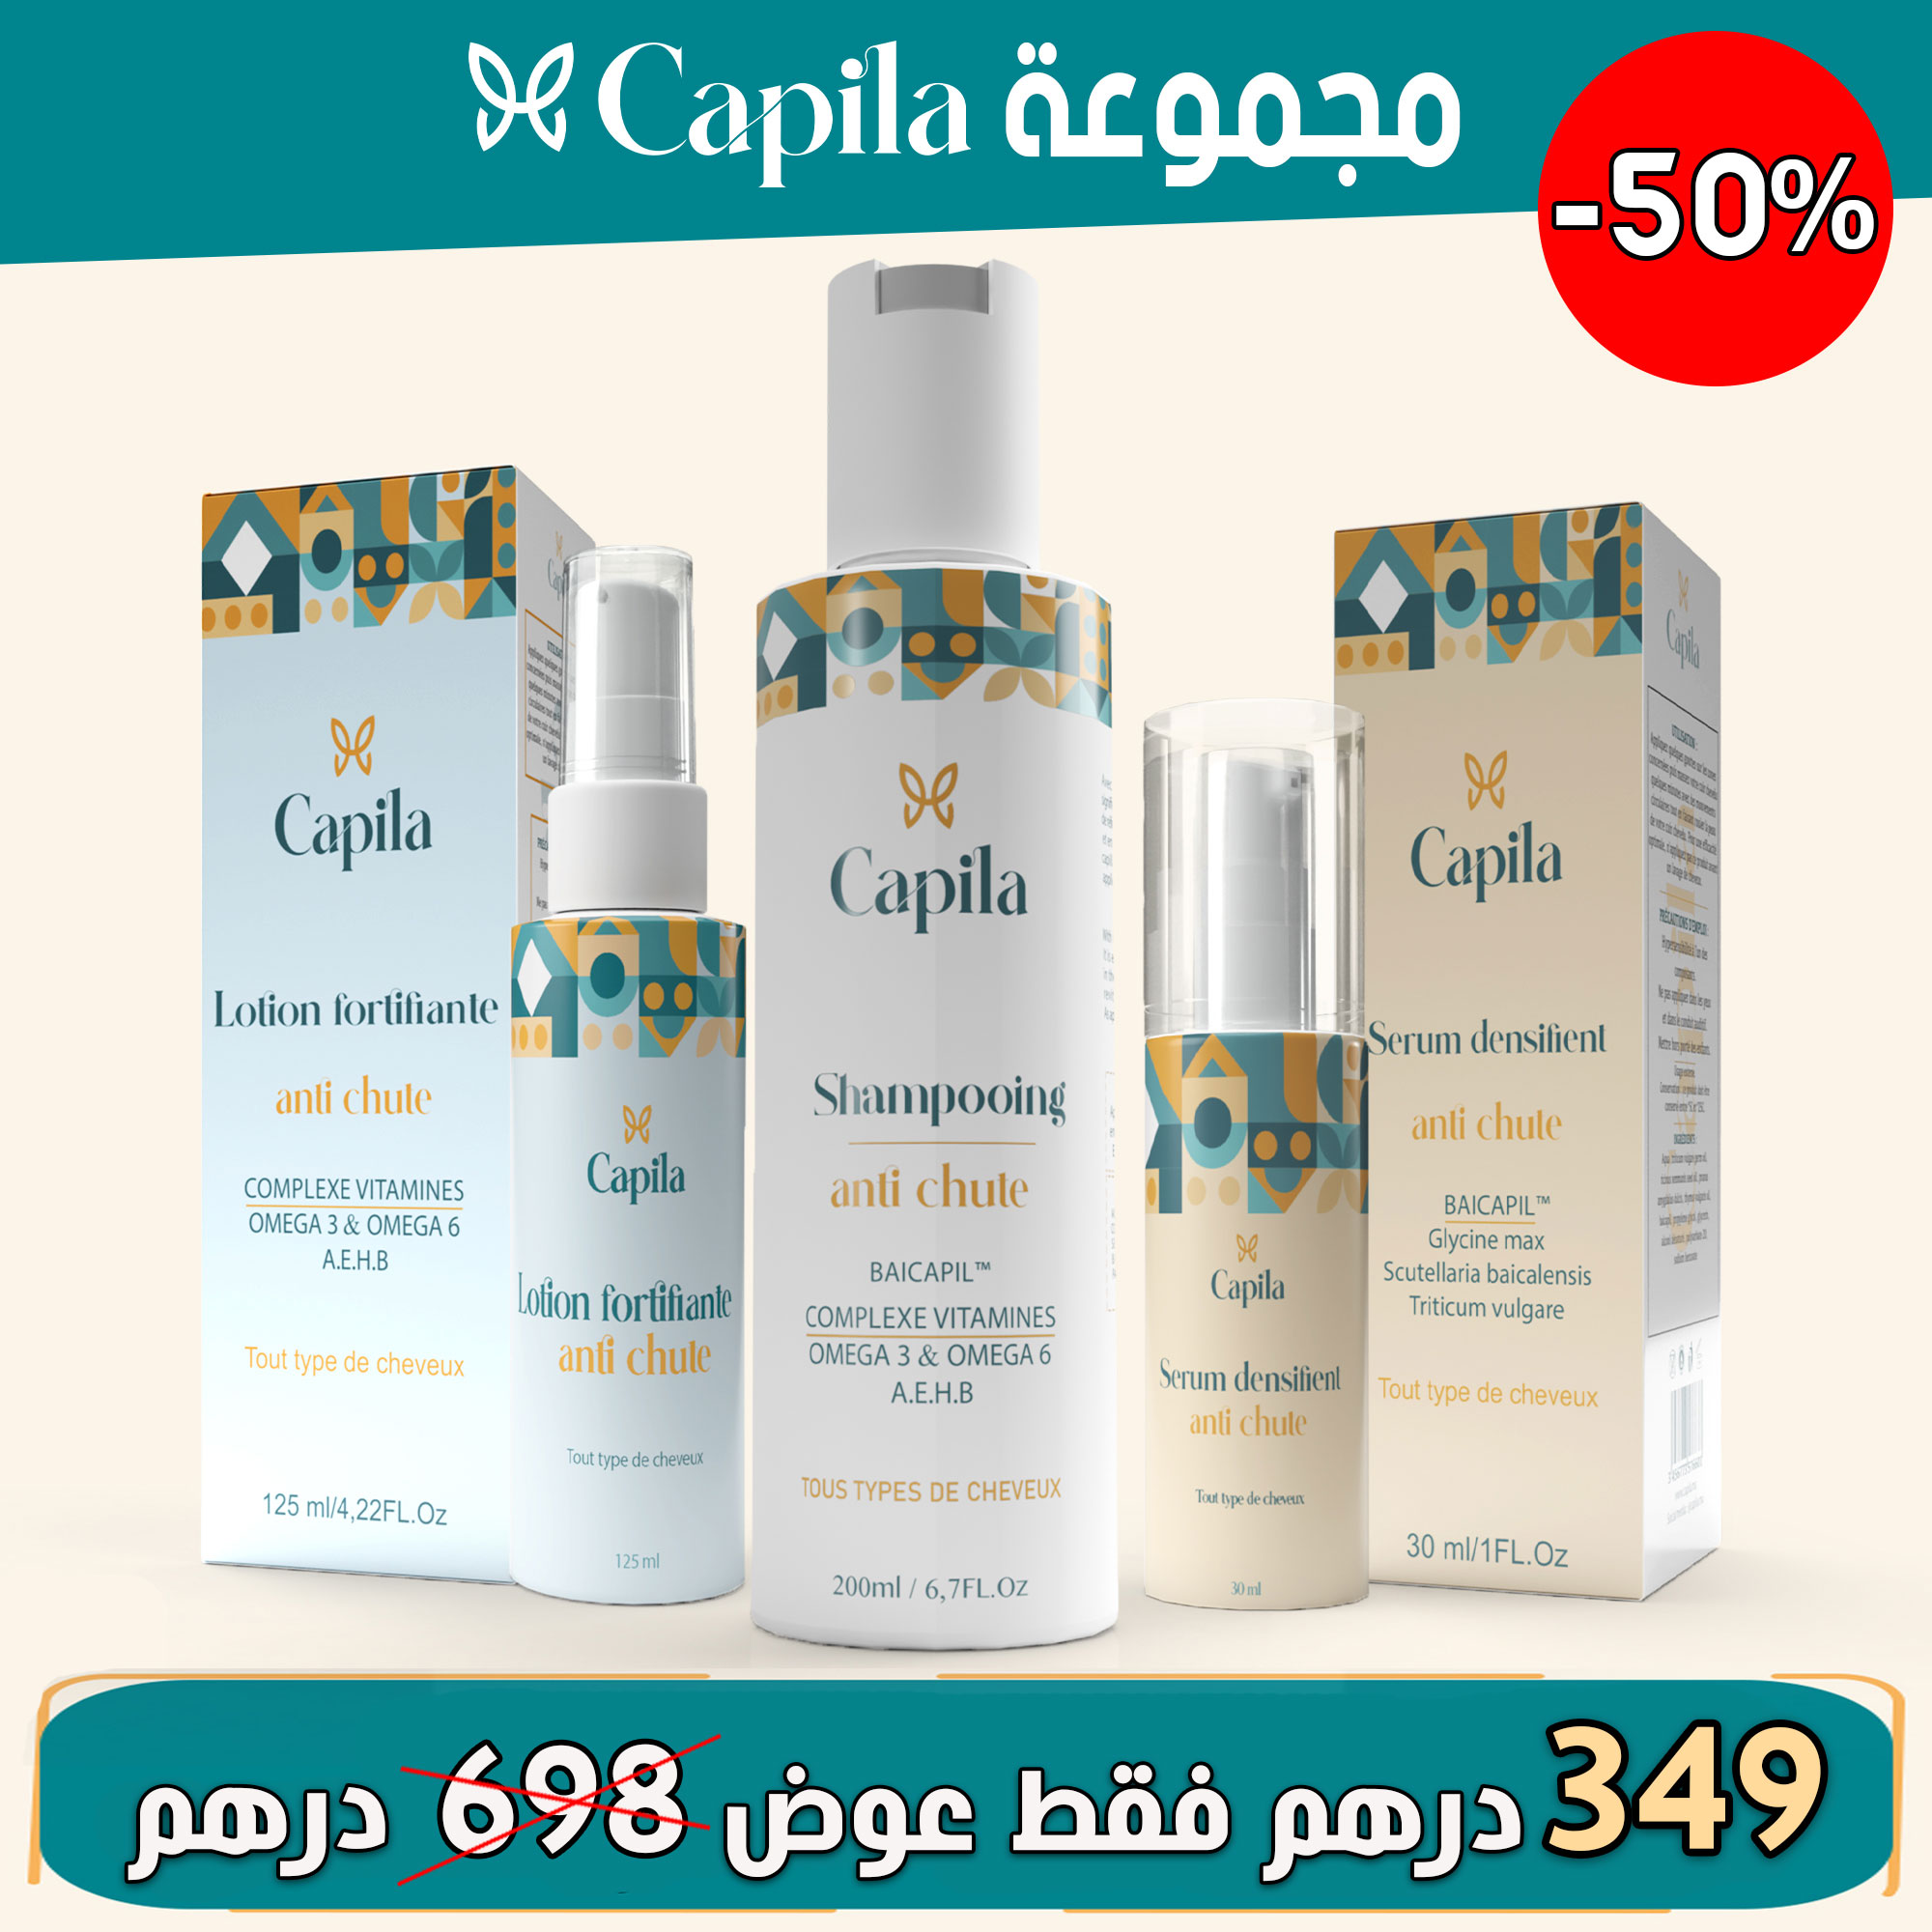 Capila مجموعة
-50%
Capila
Lotion fortifiante
anti chute
COMPLEXE VITAMINES
OMEGA 3 & OMEGA 6
A.E.H.B
Tout type de cheveux
125 ml/4,22FL.Oz
Capila
Lotion fortifiante
anti chute
Tout type de cheveux
125 ml
Capila
Shampooing
anti chute
BAICAPIL™
COMPLEXE VITAMINES
OMEGA 3 & OMEGA 6
A.E.H.B
TOUS TYPES DE CHEVEUX
200ml / 6,7FL.Oz
Capila
Serum densifient
anti chute
Tout type de cheveux
30 ml
Capila
Serum densifient
anti chute
BAICAPIL™
Glycine max
Scutellaria baicalensis
Triticum vulgare
Tout type de cheveux
30 ml/1FL.Oz
Capila
UTILISATION :
PRÉCAUTIONS D'EMPLOI :
349 درهم فقط عوض 698 درهم